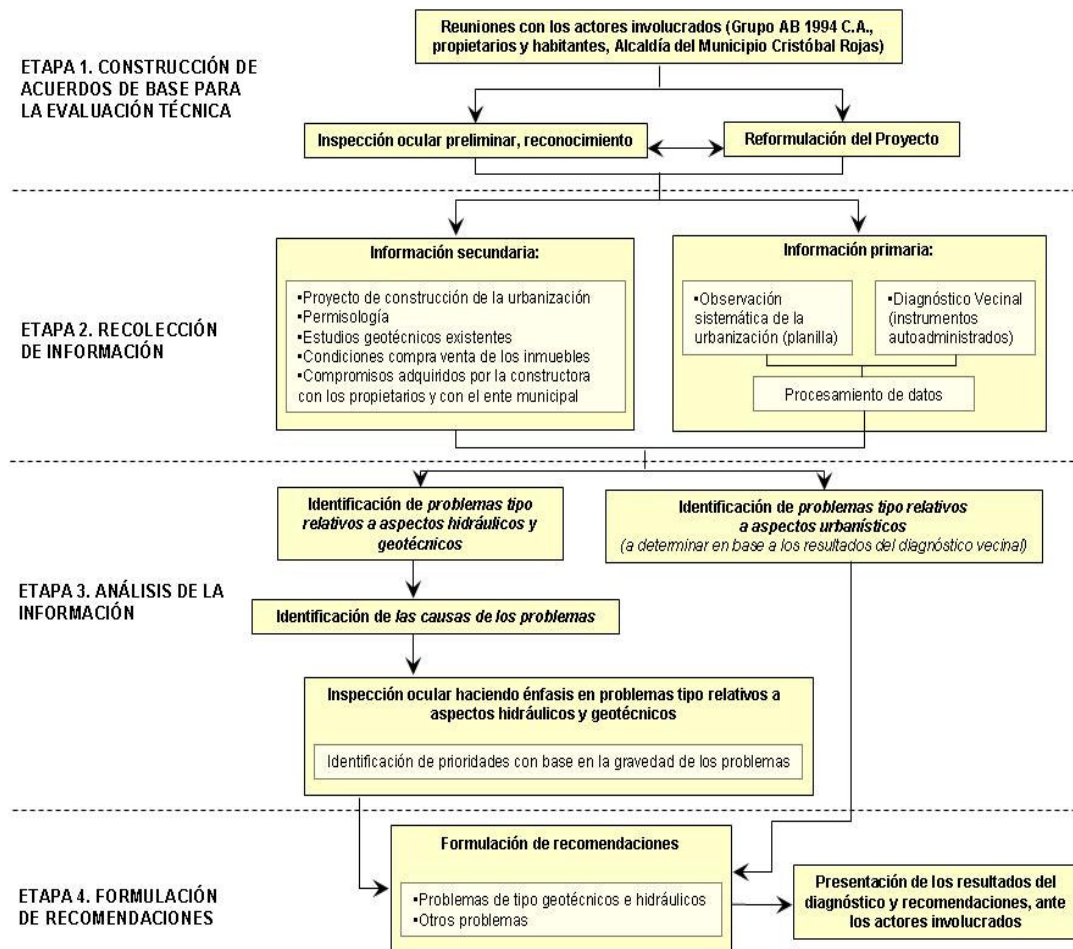 Reuniones con los actores involucrados (Grupo AB 1994 C.A.,
propietarios y habitantes, Alcaldía del Municipio Cristóbal Rojas)
ETAPA 1. CONSTRUCCIÓN DE
ACUERDOS DE BASE PARA
LA EVALUACIÓN TÉCNICA
Inspección ocular preliminar, reconocimiento
Reformulación del Proyecto
ETAPA 2. RECOLECCIÓN
DE INFORMACIÓN
Información secundaria:
▪Proyecto de construcción de la urbanización
▪Permisología
▪Estudios geotécnicos existentes
▪Condiciones compra venta de los inmuebles
▪Compromisos adquiridos por la constructora
con los propietarios y con el ente municipal
Información primaria:
▪Observación
sistemática de la
urbanización (planilla)
▪Diagnóstico Vecinal
(instrumentos
autoadministrados)
Procesamiento de datos
ETAPA 3. ANÁLISIS DE LA
INFORMACIÓN
Identificación de problemas tipo
relativos a aspectos hidráulicos y
geotécnicos
Identificación de problemas tipo relativos
a aspectos urbanísticos
(a determinar en base a los resultados del diagnóstico vecinal)
Identificación de las causas de los problemas
Inspección ocular haciendo énfasis en problemas tipo relativos a
aspectos hidráulicos y geotécnicos
Identificación de prioridades con base en la gravedad de los problemas
ETAPA 4. FORMULACIÓN
DE RECOMENDACIONES
Formulación de recomendaciones
▪Problemas de tipo geotécnicos e hidráulicos
▪Otros problemas
Presentación de los resultados del
diagnóstico y recomendaciones, ante
los actores involucrados